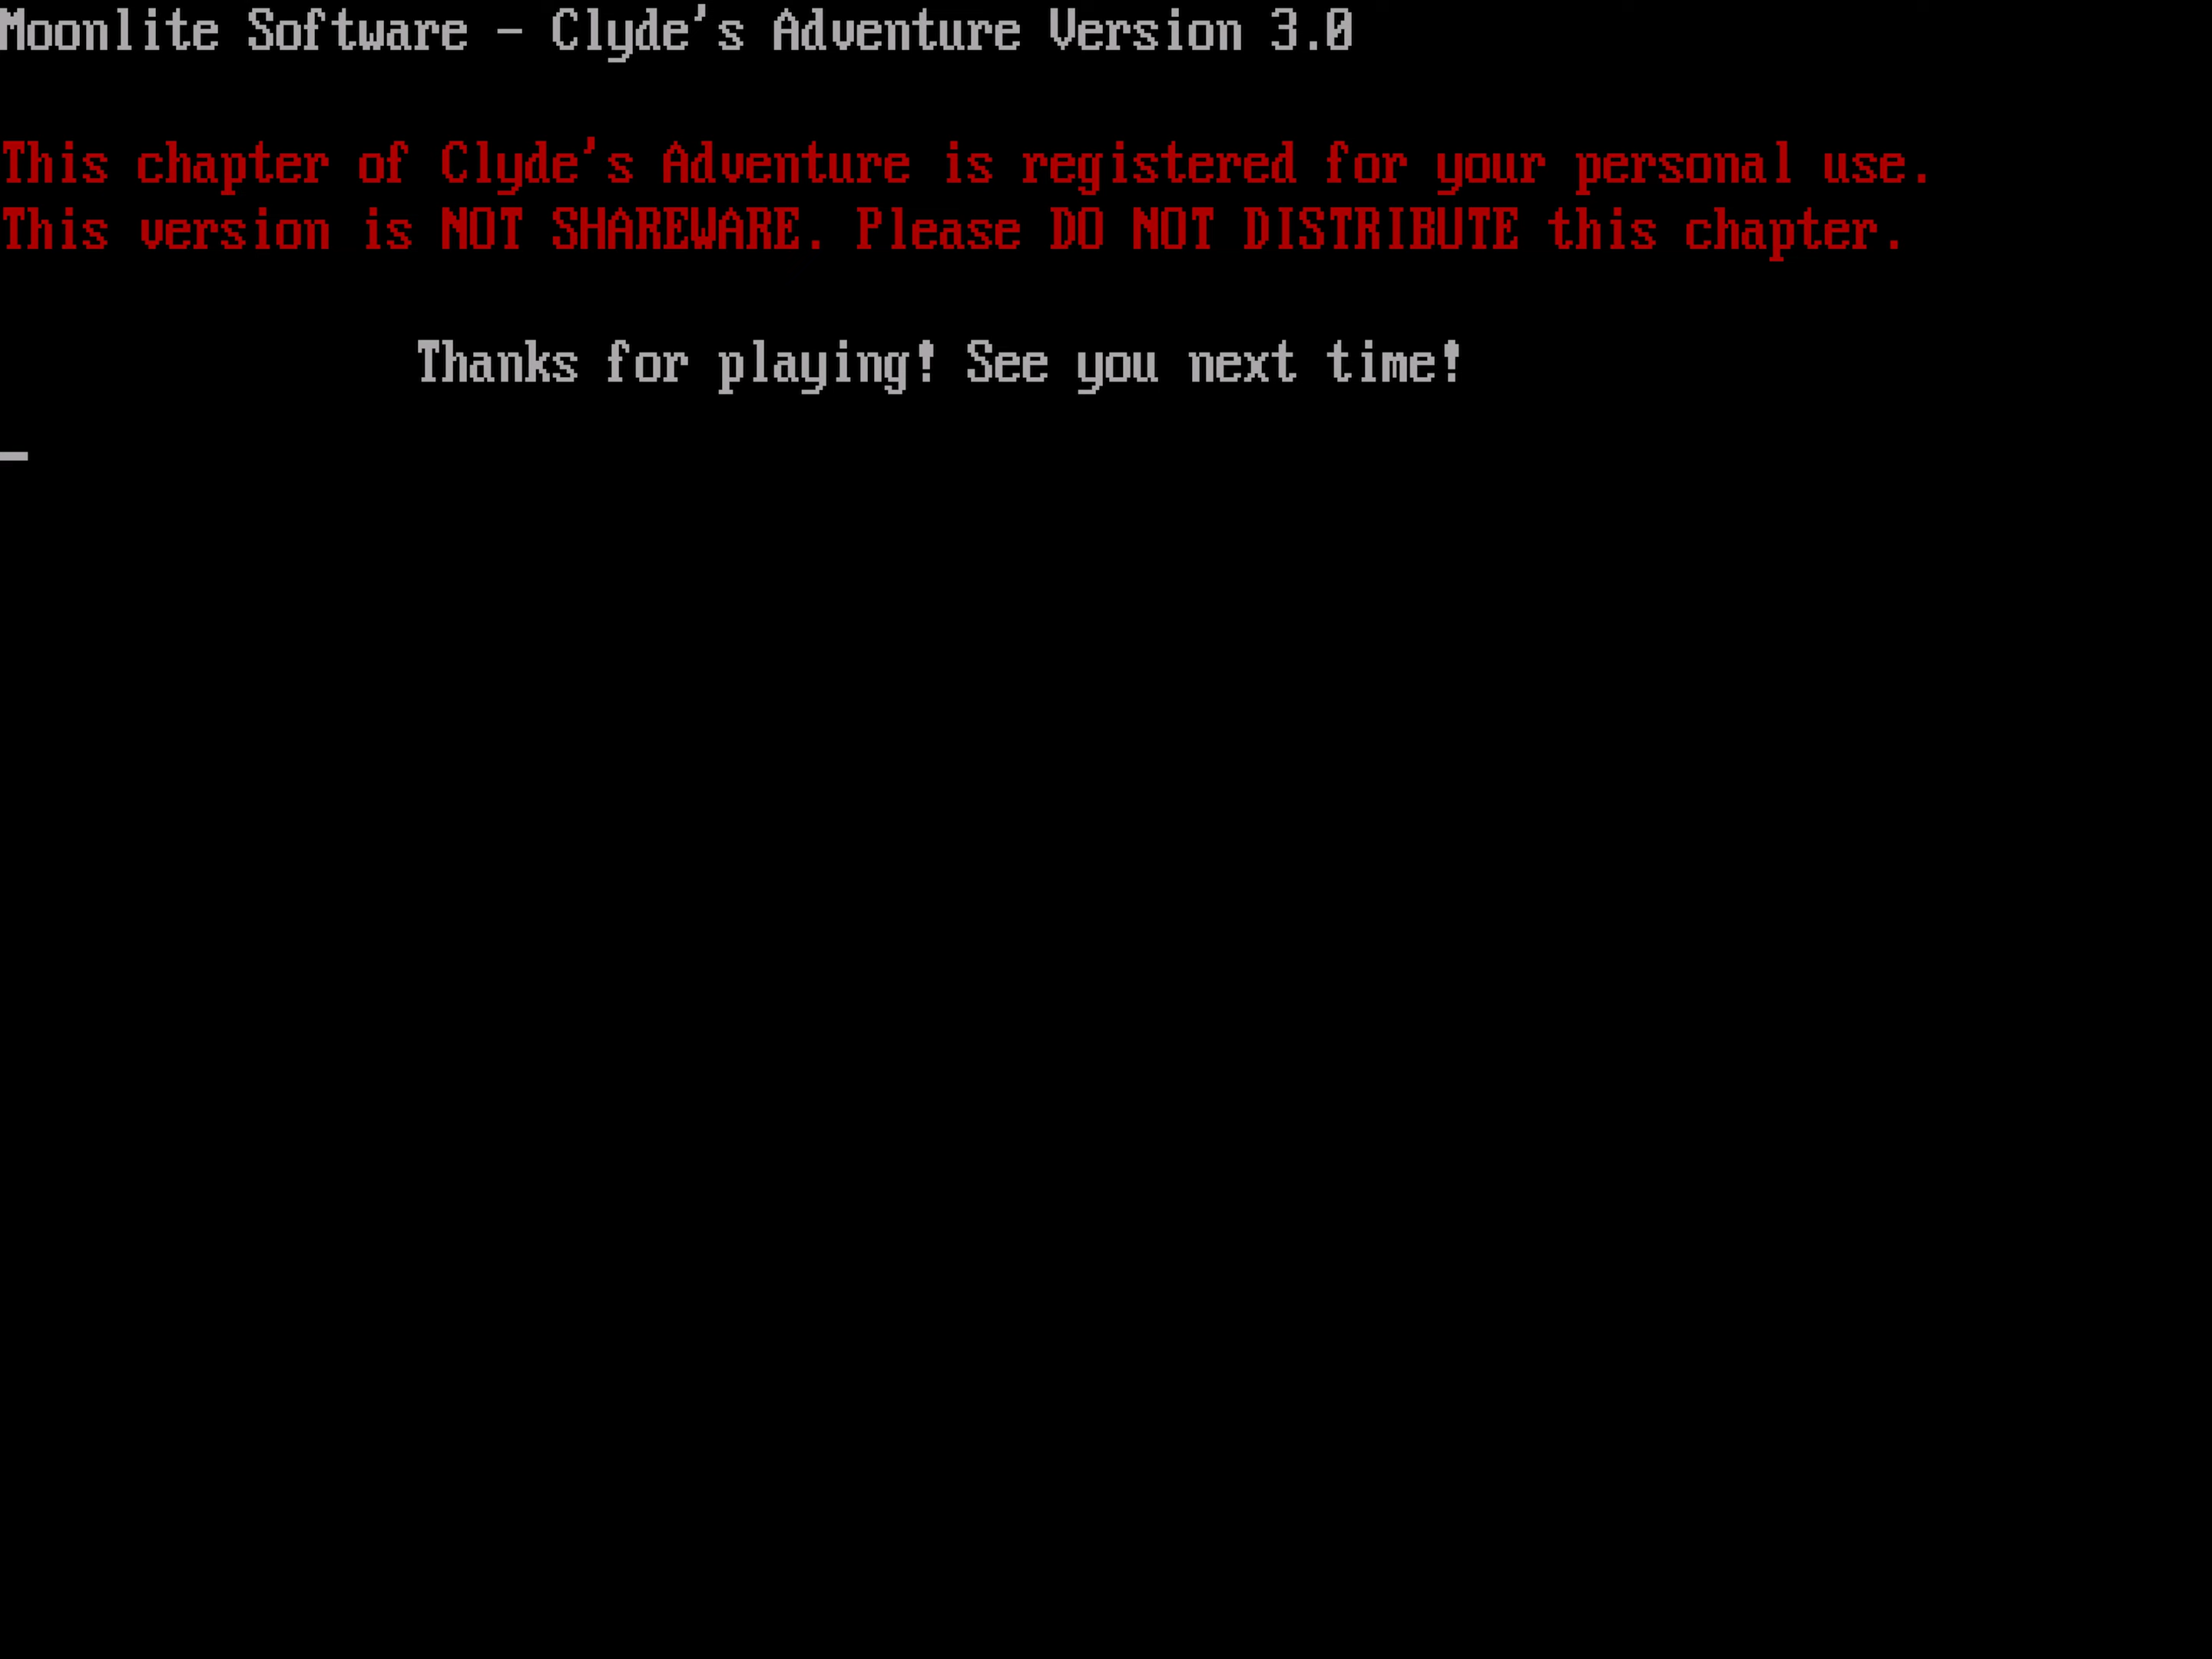 Moonlite Software - Clyde's Adventure Version 3.0
This chapter of Clyde's Adventure is registered for your personal use.
This version is NOT SHAREWARE. Please DO NOT DISTRIBUTE this chapter.
Thanks for playing! See you next time!